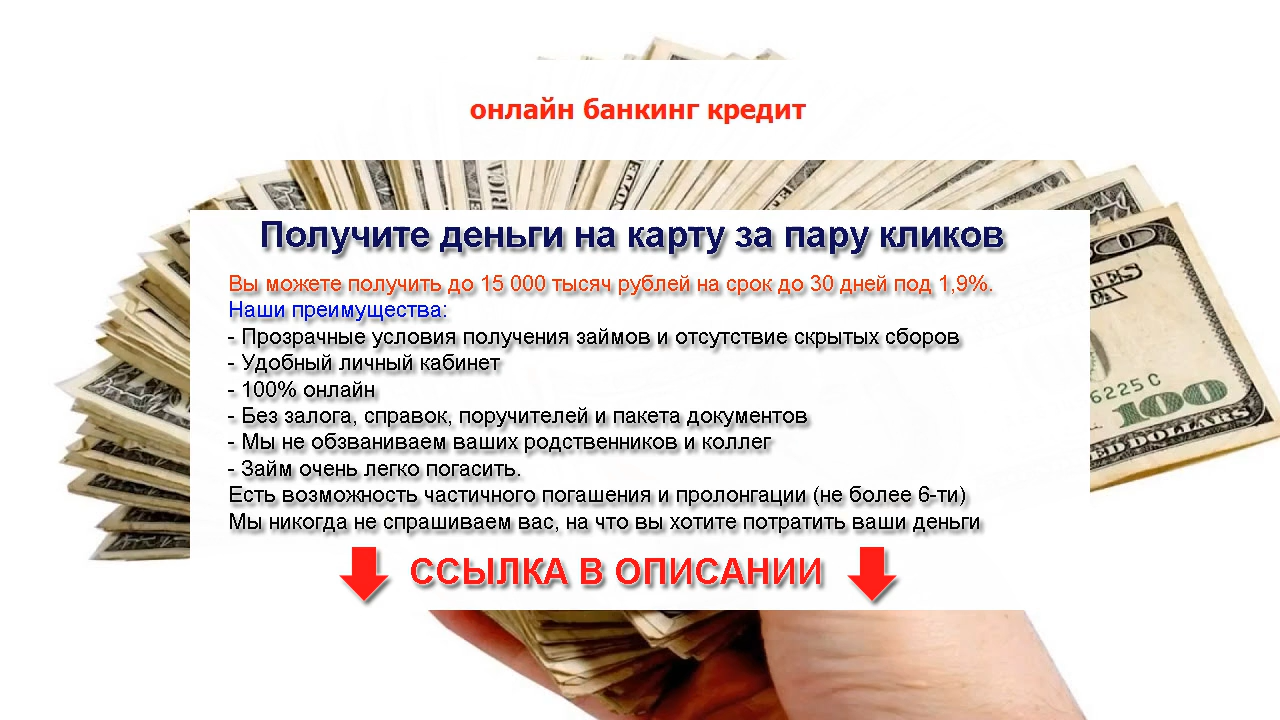 онлайн банкинг кредит
Получите деньги на карту за пару кликов
Вы можете получить до 15 000 тысяч рублей на срок до 30 дней под 1,9%.
Наши преимущества:
- Прозрачные условия получения займов и отсутствие скрытых сборов
- Удобный личный кабинет
- 100% онлайн
- Без залога, справок, поручителей и пакета документов
- Мы не обзваниваем ваших родственников и коллег
- Займ очень легко погасить.
Есть возможность частичного погашения и пролонгации (не более 6-ти)
Мы никогда не спрашиваем вас, на что вы хотите потратить ваши деньги
ССЫЛКА В ОПИСАНИИ
6225 C
100